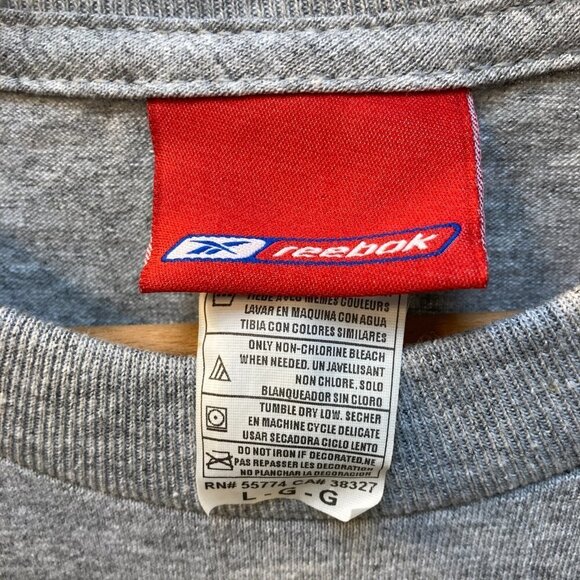 reebok
TIEDE AVEC MEMES COULEURS
LAVAR EN MAQUINA CON AGUA
TIBIA CON COLORES SIMILARES
ONLY NON-CHLORINE BLEACH
WHEN NEEDED. UN JAVELLISANT
NON CHLORE. SOLO
BLANQUEADOR SIN CLORO
TUMBLE DRY LOW. SECHER
EN MACHINE CYCLE DELICATE
USAR SECADORA CICLO LENTO
DO NOT IRON IF DECORATED.NE
PAS REPASSER LES DECORATION
NO PLANCHAR LA DECORACION
RN# 55774 CA# 38327
L - G - G